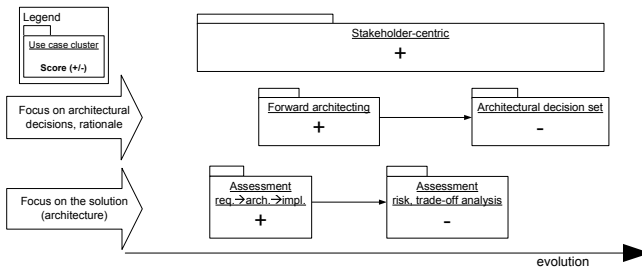 Legend
Use case cluster
Score (+/-)
Stakeholder-centric
+
Focus on architectural
decisions, rationale
Forward architecting
+
Architectural decision set
-
Focus on the solution
(architecture)
Assessment
req.→arch.→impl.
+
Assessment
risk, trade-off analysis
-
evolution